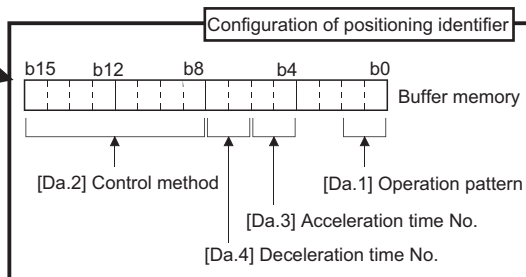 Configuration of positioning identifier
b15 b12 b8 b4 b0
Buffer memory
[Da.2] Control method
[Da.1] Operation pattern
[Da.3] Acceleration time No.
[Da.4] Deceleration time No.